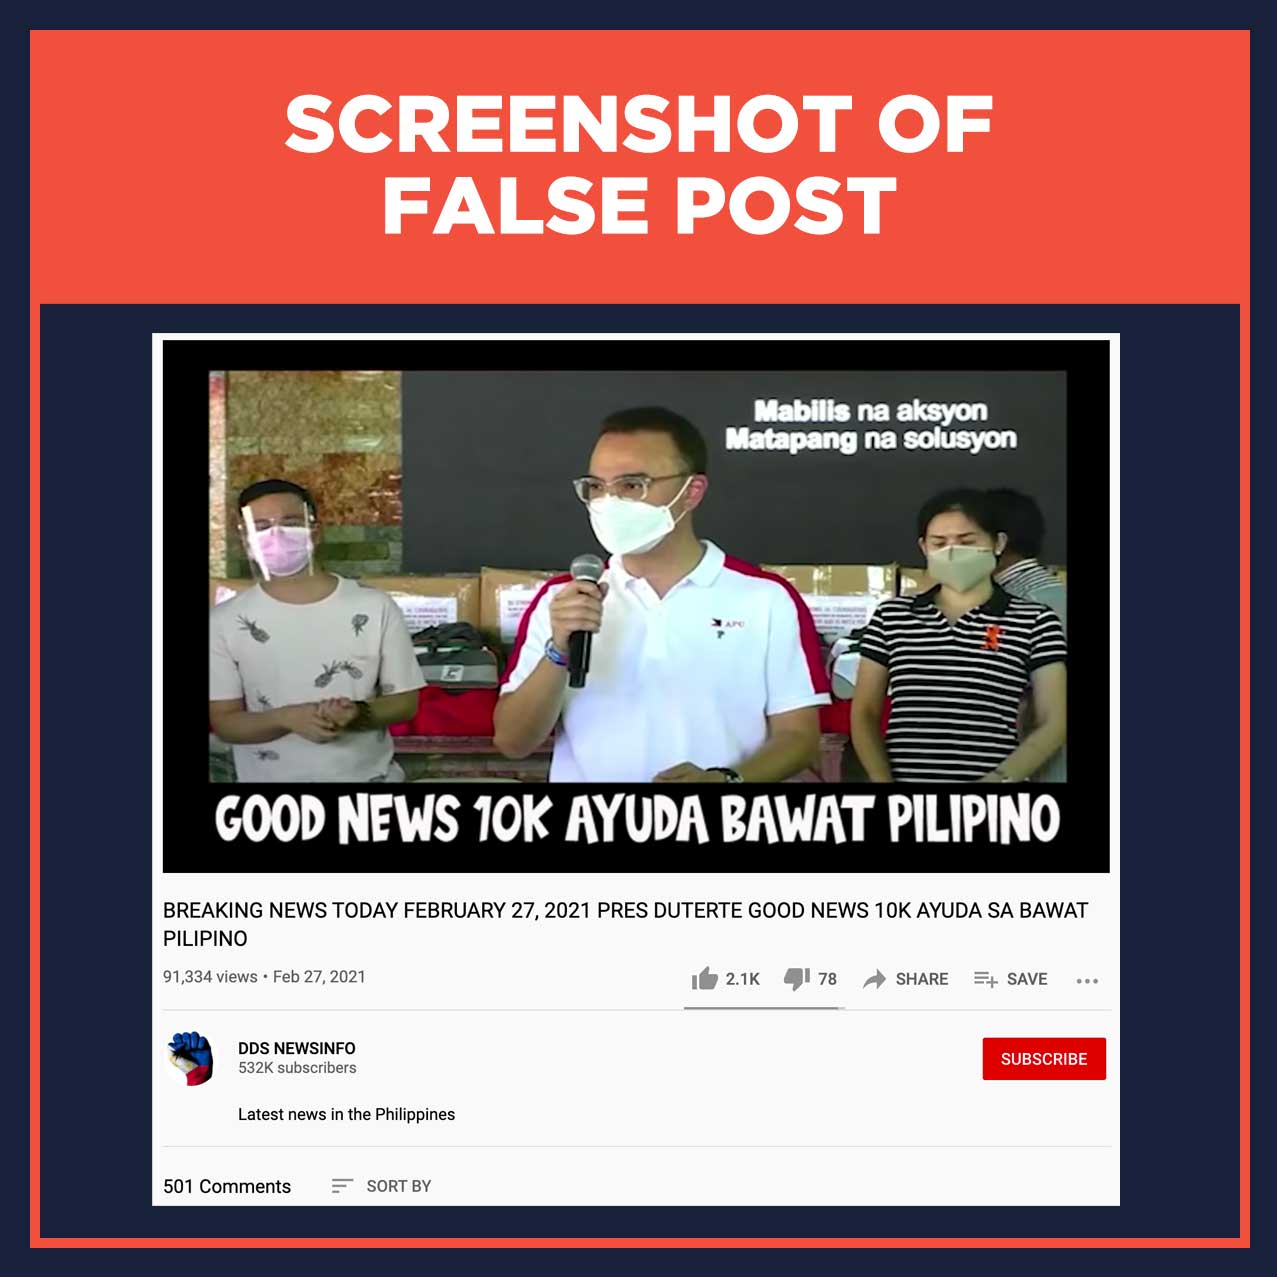 SCREENSHOT OF
FALSE POST
Mabilis na aksyon
Matapang na solusyon
APC
GOOD NEWS 10K AYUDA BAWAT PILIPINO
BREAKING NEWS TODAY FEBRUARY 27, 2021 PRES DUTERTE GOOD NEWS 10K AYUDA SA BAWAT
PILIPINO
91,334 views • Feb 27, 2021
2.1K 78 SHARE SAVE
DDS NEWSINFO
532K subscribers
SUBSCRIBE
Latest news in the Philippines
501 Comments SORT BY